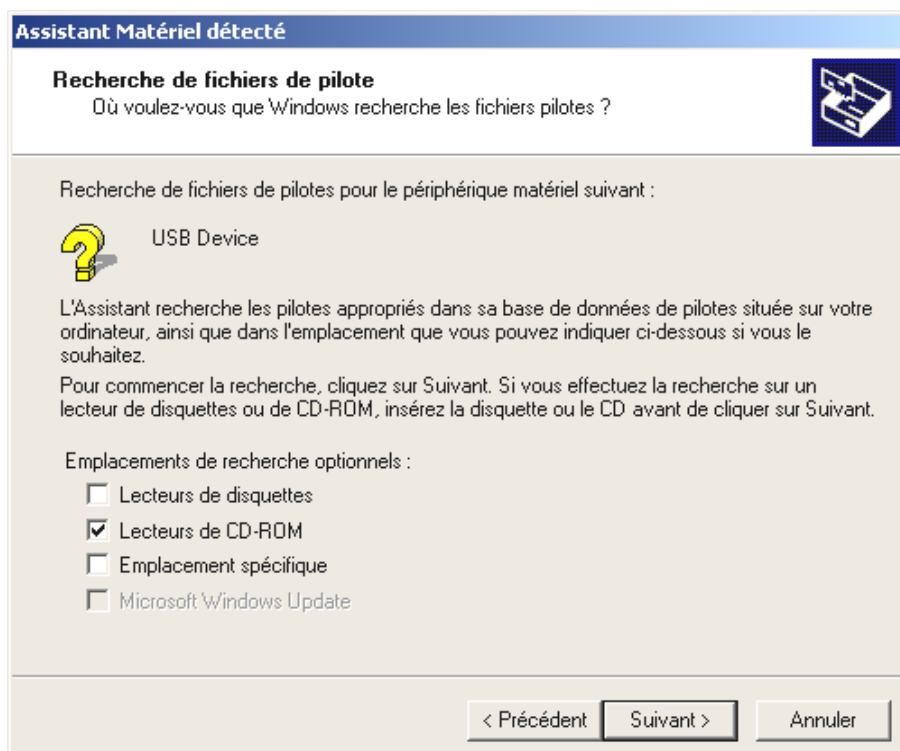 Assistant Matériel détecté
Recherche de fichiers de pilote
Où voulez-vous que Windows recherche les fichiers pilotes ?
Recherche de fichiers de pilotes pour le périphérique matériel suivant :
USB Device
L'Assistant recherche les pilotes appropriés dans sa base de données de pilotes située sur votre
ordinateur, ainsi que dans l'emplacement que vous pouvez indiquer ci-dessous si vous le
souhaitez.
Pour commencer la recherche, cliquez sur Suivant. Si vous effectuez la recherche sur un
lecteur de disquettes ou de CD-ROM, insérez la disquette ou le CD avant de cliquer sur Suivant.
Emplacements de recherche optionnels :
Lecteurs de disquettes
Lecteurs de CD-ROM
Emplacement spécifique
Microsoft Windows Update
< Précédent Suivant > Annuler